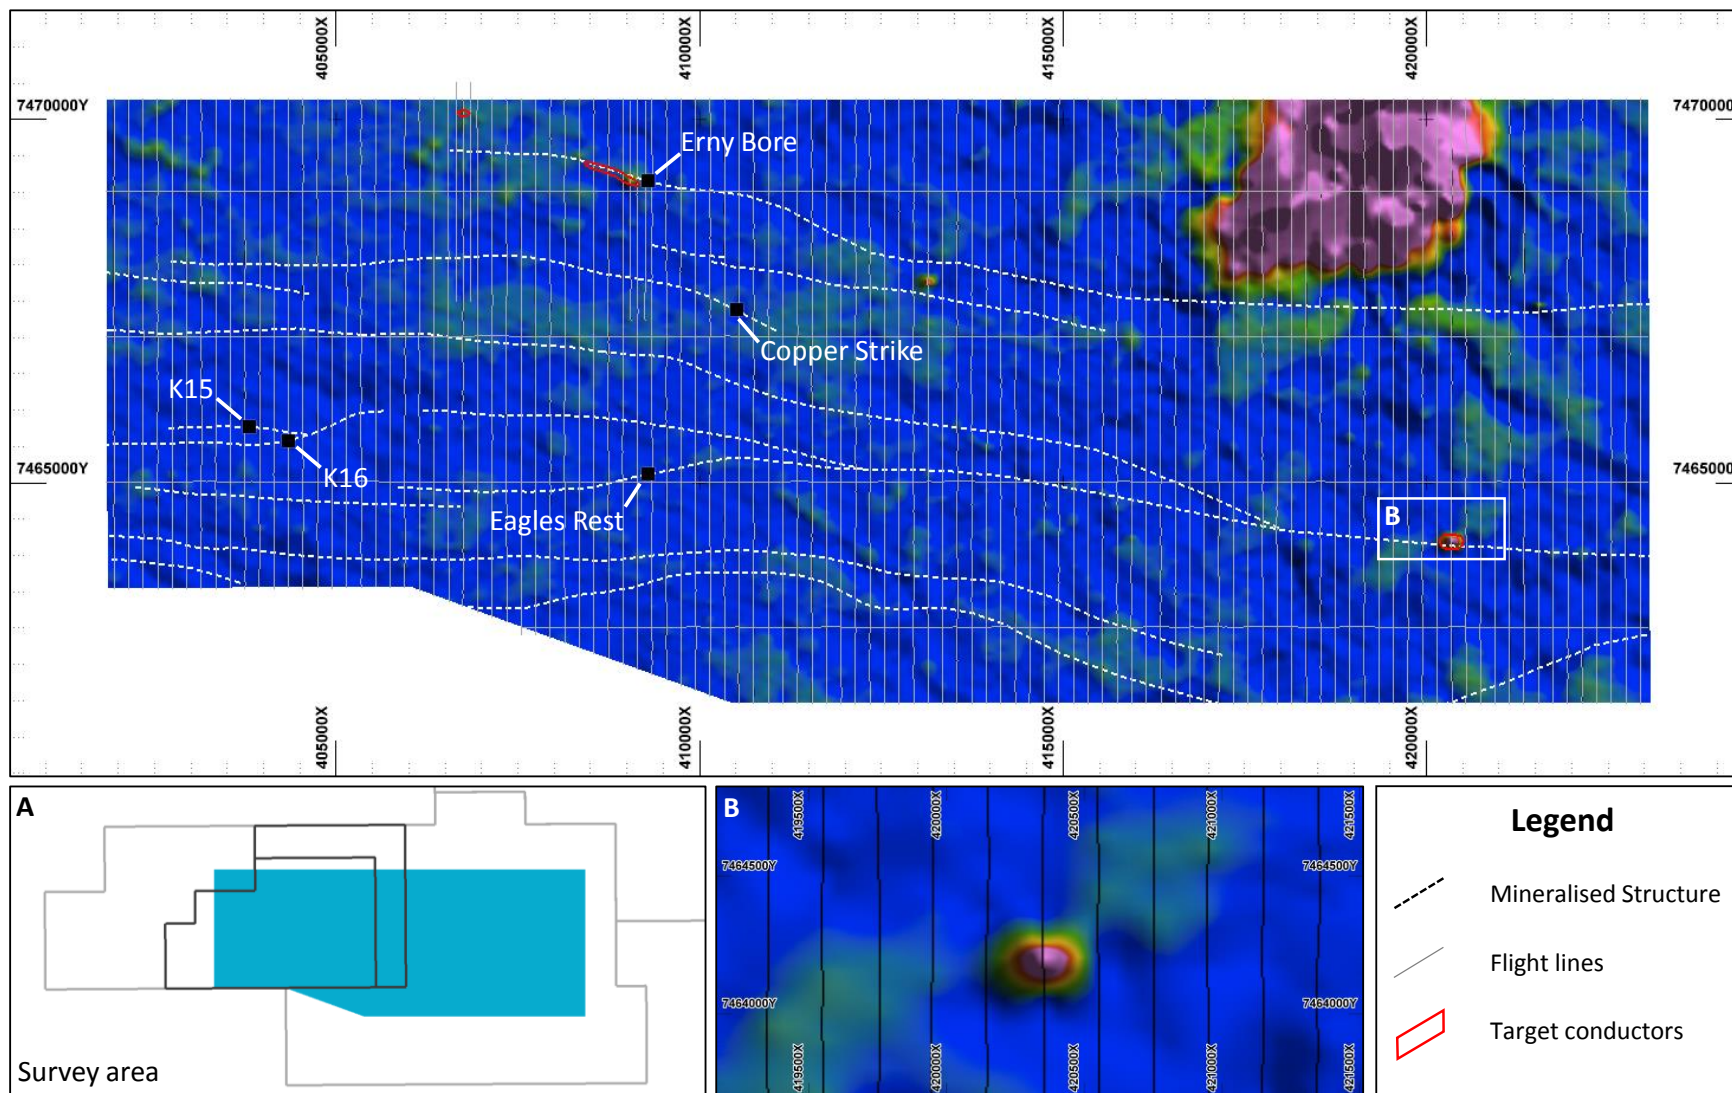 405000X
410000X
415000X
420000X
7470000Y
7470000
Erny Bore
Copper Strike
K15
K16
7465000Y
7465000
Eagles Rest
B
405000X
410000X
415000X
420000X
A
Survey area
B
419500X
420000X
420500X
421000X
421500X
7464500Y
7464500Y
7464000Y
7464000Y
419500X
420000X
420500X
421000X
421500X
Legend
Mineralised Structure
Flight lines
Target conductors